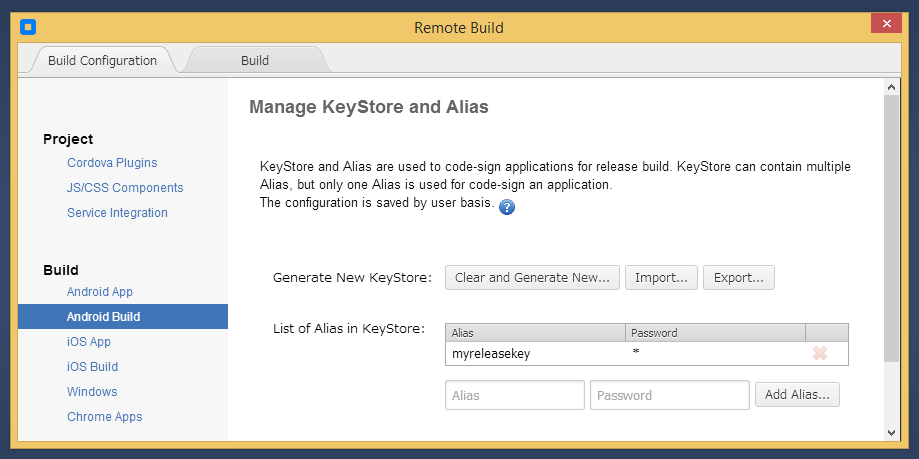 Remote Build
Build Configuration
Build
Project
Cordova Plugins
JS/CSS Components
Service Integration
Build
Android App
Android Build
iOS App
iOS Build
Windows
Chrome Apps
Manage KeyStore and Alias
KeyStore and Alias are used to code-sign applications for release build. KeyStore can contain multiple
Alias, but only one Alias is used for code-sign an application.
The configuration is saved by user basis. ?
Generate New KeyStore: Clear and Generate New... Import... Export...
List of Alias in KeyStore:
Alias Password
myreleasekey *
Alias Password Add Alias...